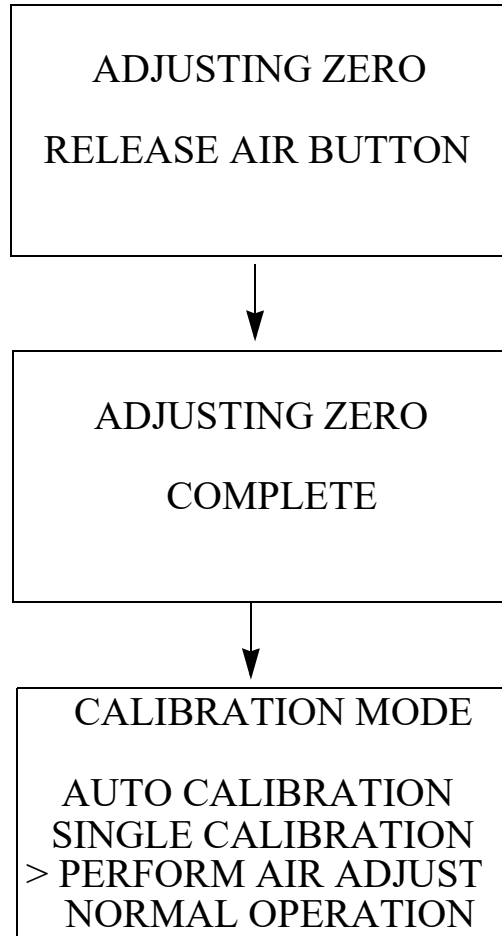 ADJUSTING ZERO
RELEASE AIR BUTTON
ADJUSTING ZERO
COMPLETE
CALIBRATION MODE
AUTO CALIBRATION
SINGLE CALIBRATION
> PERFORM AIR ADJUST
NORMAL OPERATION